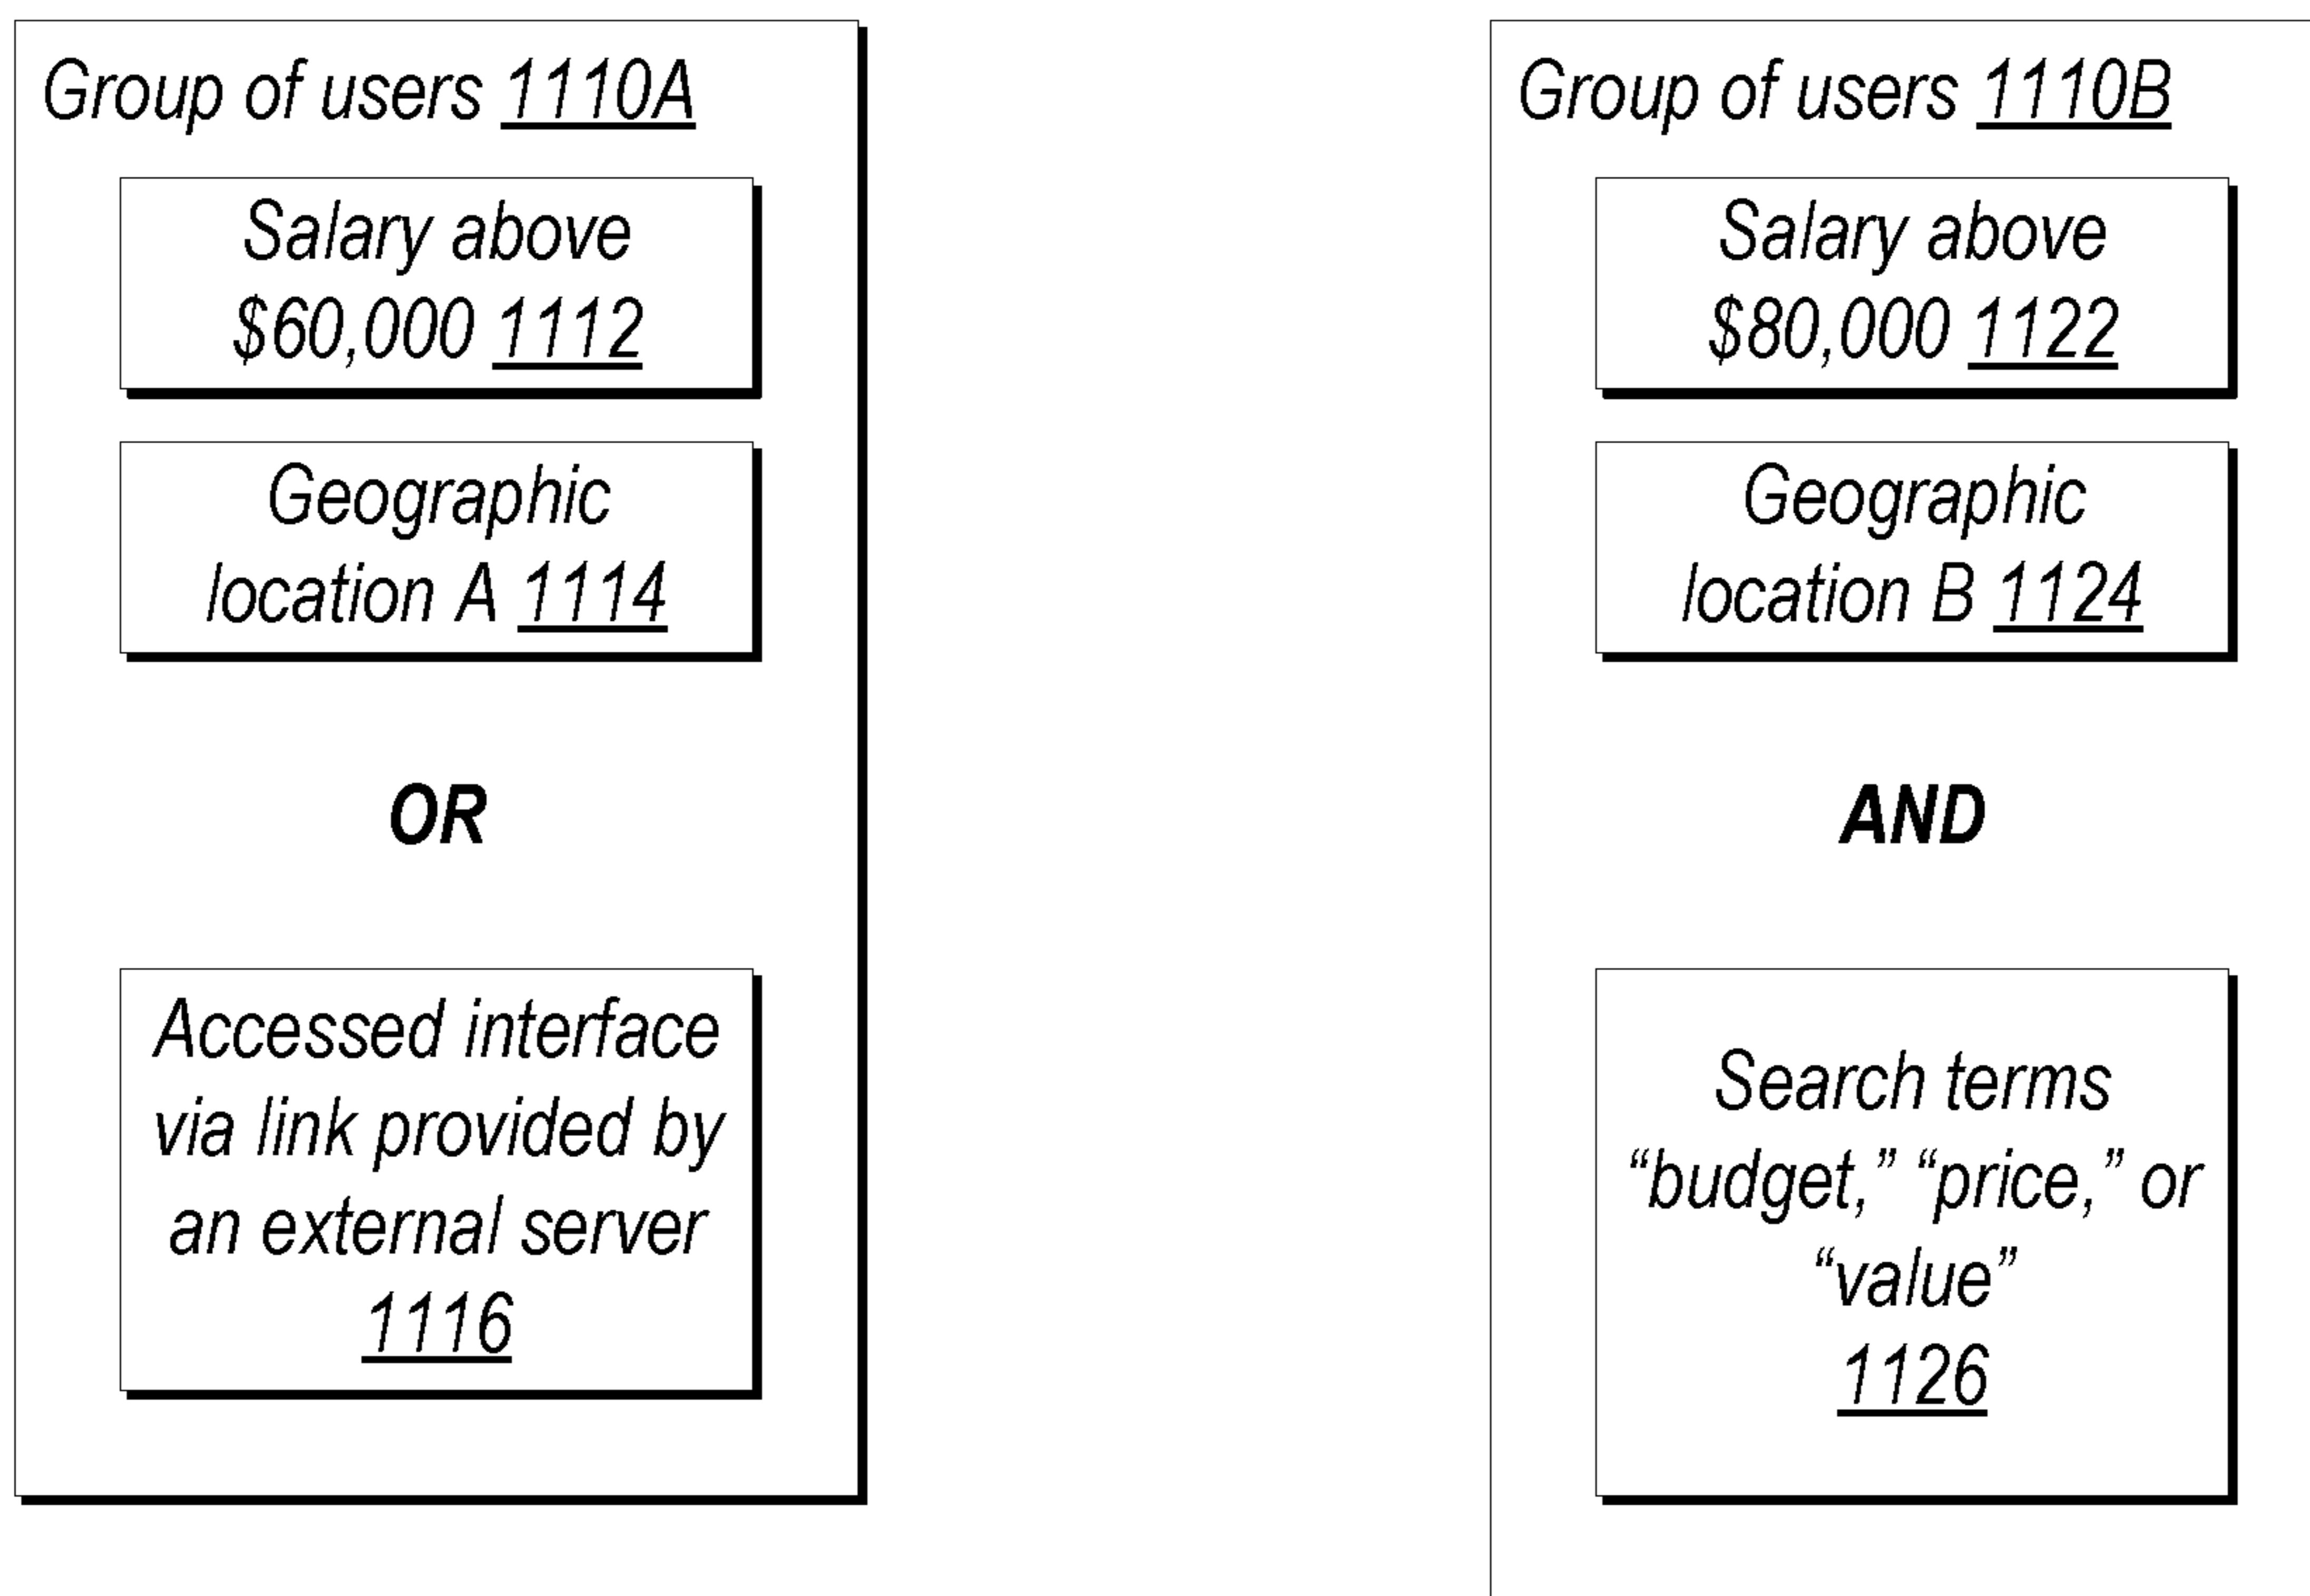 Group of users 1110A
Salary above
$60,000 1112
Geographic
location A 1114
OR
Accessed interface
via link provided by
an external server
1116
Group of users 1110B
Salary above
$80,000 1122
Geographic
location B 1124
AND
Search terms
“budget,” “price,” or
“value”
1126